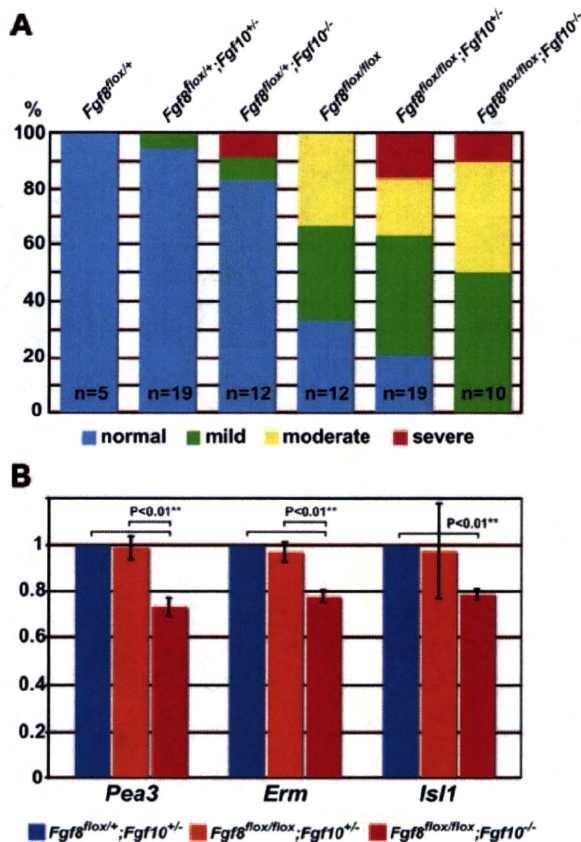 A
Fgf8flox/+
Fgf8flox/+;Fgf10+/-
Fgf8flox/+;Fgf10-/-
Fgf8flox/flox
Fgf8flox/flox;Fgf10+/-
Fgf8flox/flox;Fgf10-/-
%
100
80
60
40
20
0
n=5 n=19 n=12 n=12 n=19 n=10
normal mild moderate severe
B
P<0.01** P<0.01** P<0.01**
1
0.8
0.6
0.4
0.2
0
Pea3 Erm Isl1
Fgf8flox/+;Fgf10+/- Fgf8flox/flox;Fgf10+/- Fgf8flox/flox;Fgf10-/-